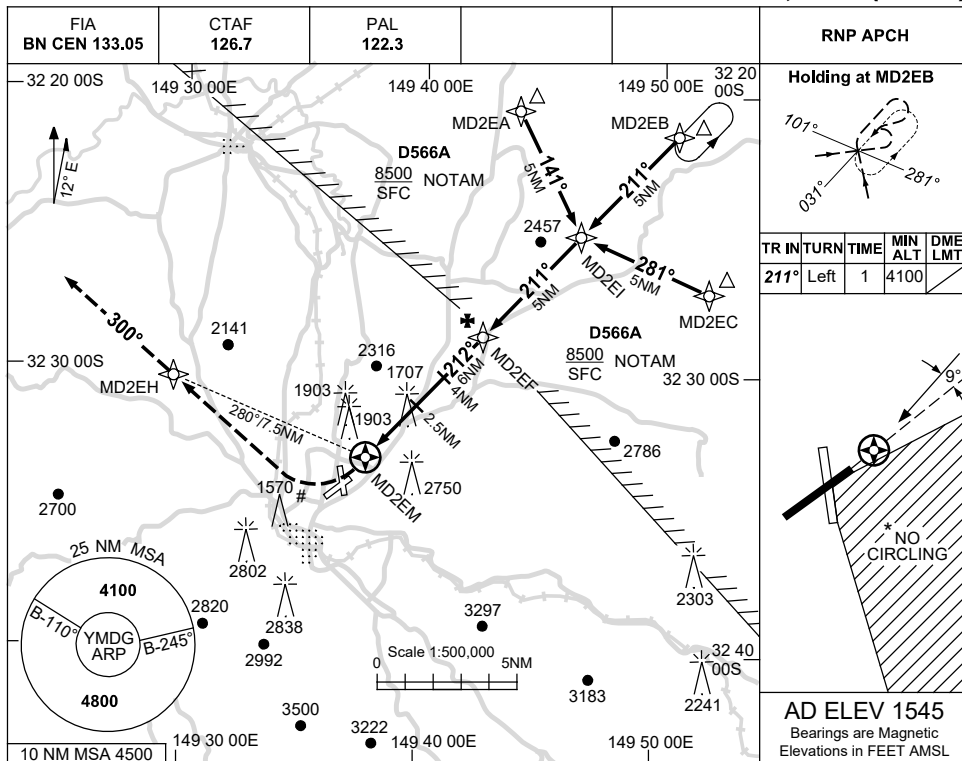 FIA
BN CEN 133.05
CTAF
126.7
PAL
122.3
RNP APCH
32 20 00S
149 30 00E
149 40 00E
149 50 00E
32 20
00S
12° E
MD2EA
MD2EB
D566A
8500
SFC
NOTAM
141°
5NM
211°
5NM
2457
MD2EI
281°
5NM
MD2EC
211°
5NM
D566A
8500
SFC
NOTAM
MD2EF
300°
2141
MD2EH
32 30 00S
32 30 00S
2316
1707
212°
6NM
4NM
2.5NM
1903
1903
280°/7.5NM
2786
MD2EM
2750
1570
#
2700
2802
2838
2303
25 NM MSA
4100
B-110°
B-245°
YMDG
ARP
4800
2820
2992
3297
Scale 1:500,000
0
5NM
32 40
00S
3183
2241
3500
3222
10 NM MSA 4500
149 30 00E
149 40 00E
149 50 00E
Holding at MD2EB
101°
031°
281°
TR IN TURN TIME MIN ALT DME LMT
211° Left 1 4100
9°
*NO
CIRCLING
AD ELEV 1545
Bearings are Magnetic
Elevations in FEET AMSL